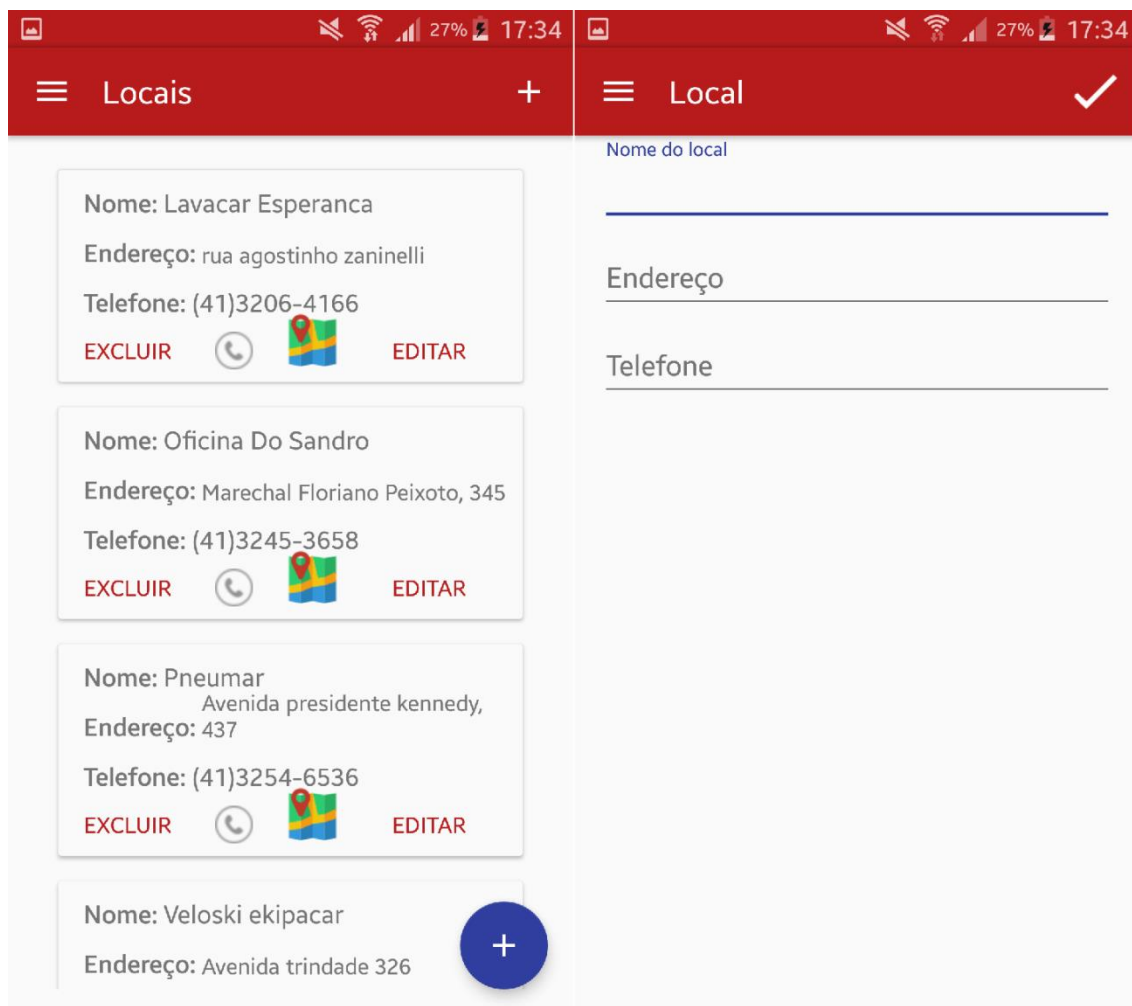 27% 17:34
Locais +
Nome: Lavacar Esperanca
Endereço: rua agostinho zaninelli
Telefone: (41)3206-4166
EXCLUIR EDITAR
Nome: Oficina Do Sandro
Endereço: Marechal Floriano Peixoto, 345
Telefone: (41)3245-3658
EXCLUIR EDITAR
Nome: Pneumar
Avenida presidente kennedy,
Endereço: 437
Telefone: (41)3254-6536
EXCLUIR EDITAR
Nome: Veloski ekipacar
Endereço: Avenida trindade 326
+
27% 17:34
Local
Nome do local
Endereço
Telefone